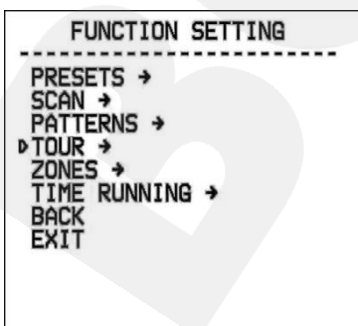 FUNCTION SETTING
PRESETS →
SCAN →
PATTERNS →
TOUR →
ZONES →
TIME RUNNING →
BACK
EXIT